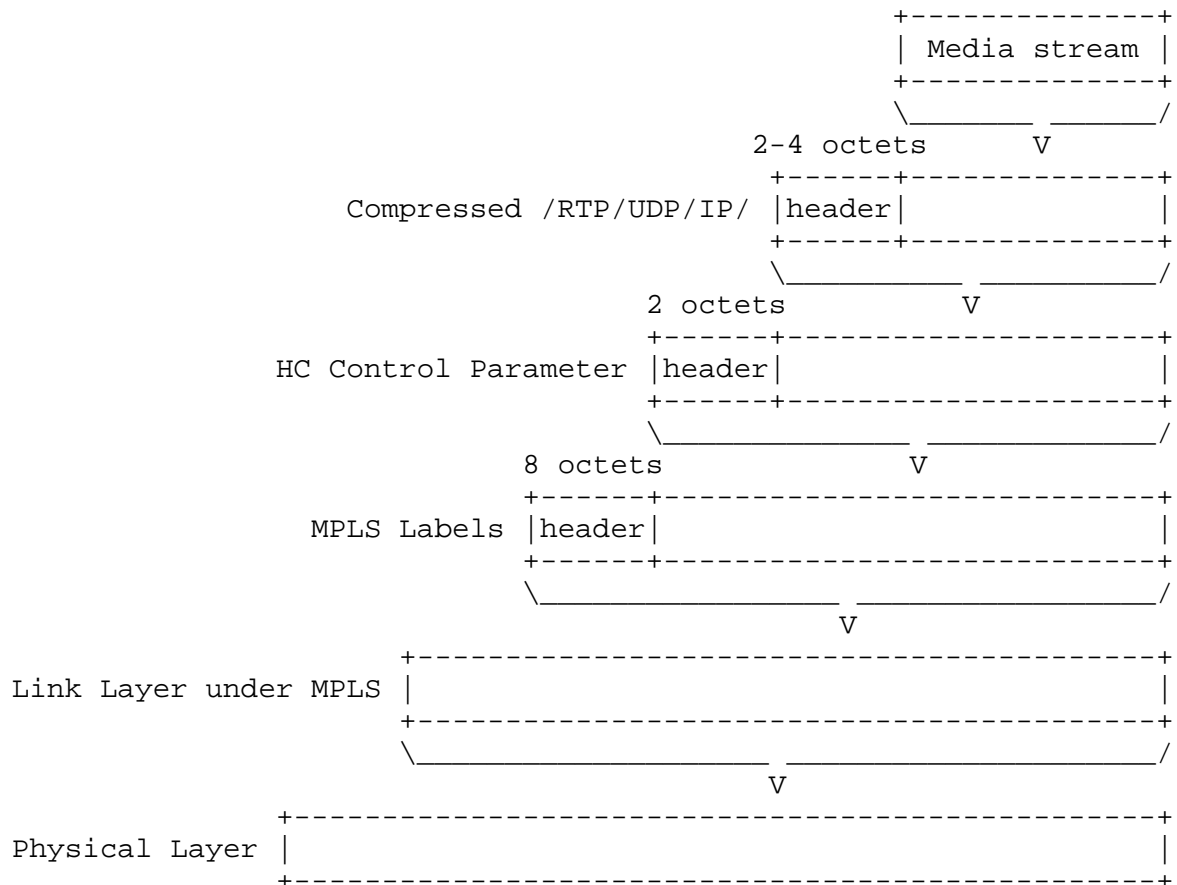 Media stream
2-4 octets V
Compressed /RTP/UDP/IP/ |header|
2 octets V
HC Control Parameter |header|
8 octets V
MPLS Labels |header|
V
Link Layer under MPLS
V
Physical Layer